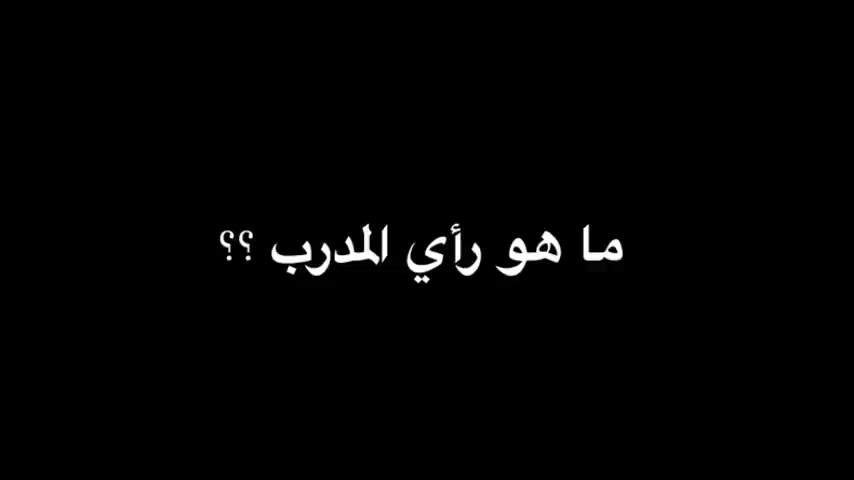 ما هو رأي المدرب ؟؟